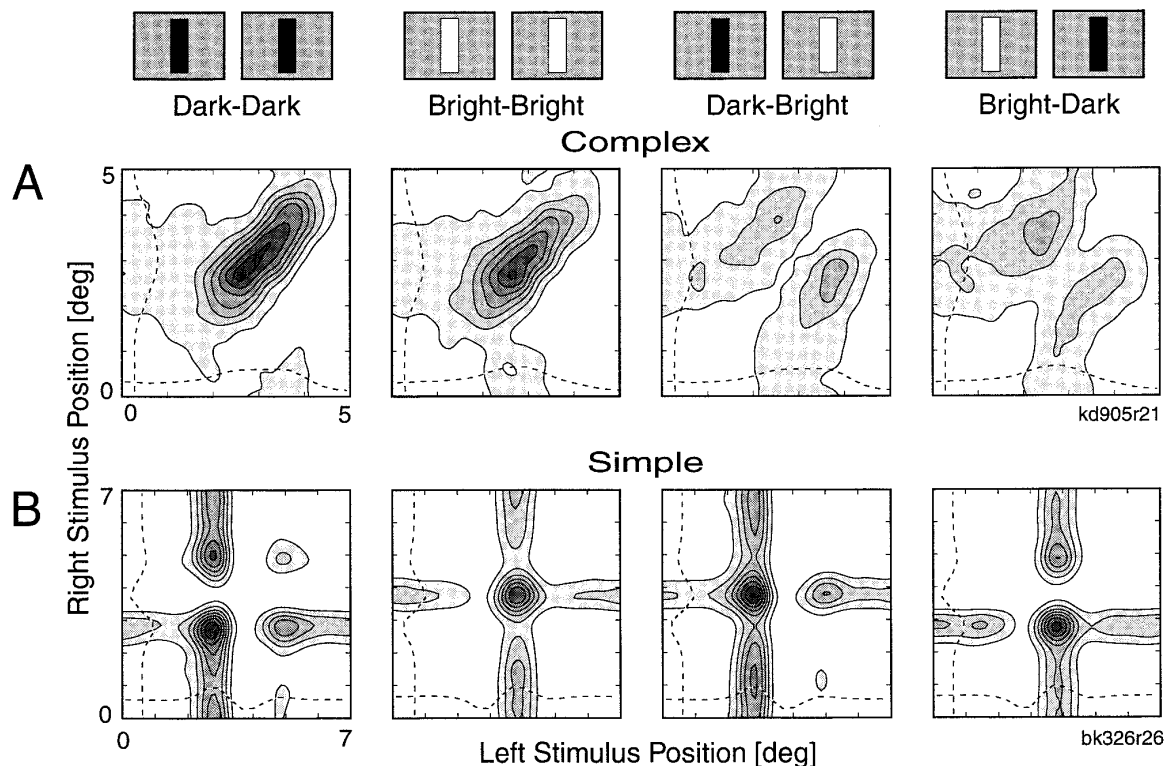 Dark-Dark Bright-Bright Dark-Bright Bright-Dark
Complex
A
5
0
0 5
kd905r21
Right Stimulus Position [deg]
Simple
B
7
0
0 7
bk326r26
Left Stimulus Position [deg]